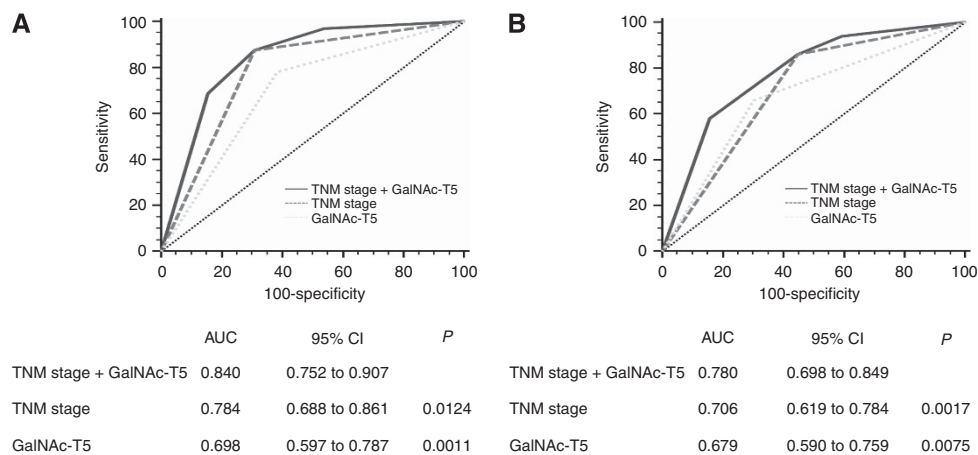 A
100
80
60
40
20
0
Sensitivity
TNM stage + GalNAc-T5
TNM stage
GalNAc-T5
0 20 40 60 80 100
100-specificity
AUC 95% CI P
TNM stage + GalNAc-T5 0.840 0.752 to 0.907
TNM stage 0.784 0.688 to 0.861 0.0124
GalNAc-T5 0.698 0.597 to 0.787 0.0011
B
100
80
60
40
20
0
Sensitivity
TNM stage + GalNAc-T5
TNM stage
GalNAc-T5
0 20 40 60 80 100
100-specificity
AUC 95% CI P
TNM stage + GalNAc-T5 0.780 0.698 to 0.849
TNM stage 0.706 0.619 to 0.784 0.0017
GalNAc-T5 0.679 0.590 to 0.759 0.0075